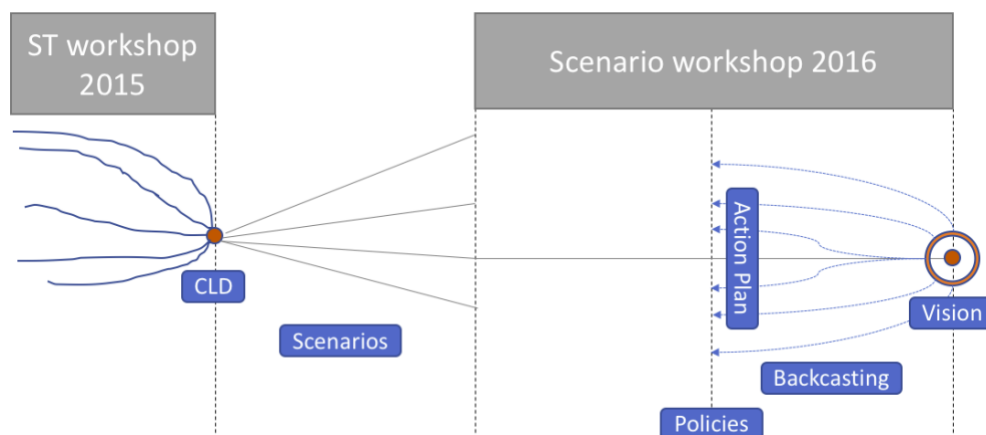 ST workshop
2015
Scenario workshop 2016
CLD
Scenarios
Action Plan
Vision
Backcasting
Policies